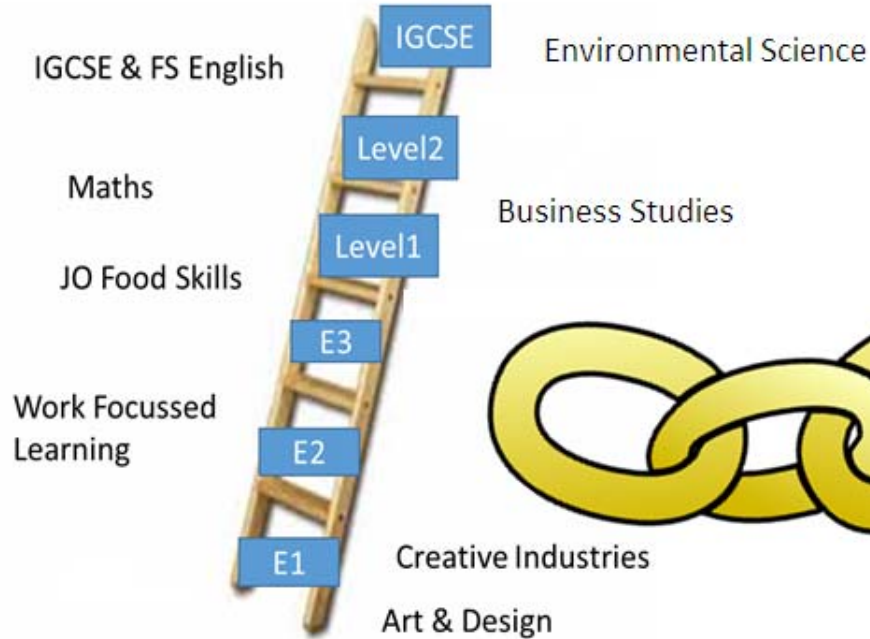 IGCSE
Environmental Science
IGCSE & FS English
Level2
Maths
Business Studies
Level1
JO Food Skills
E3
Work Focussed
Learning
E2
E1
Creative Industries
Art & Design